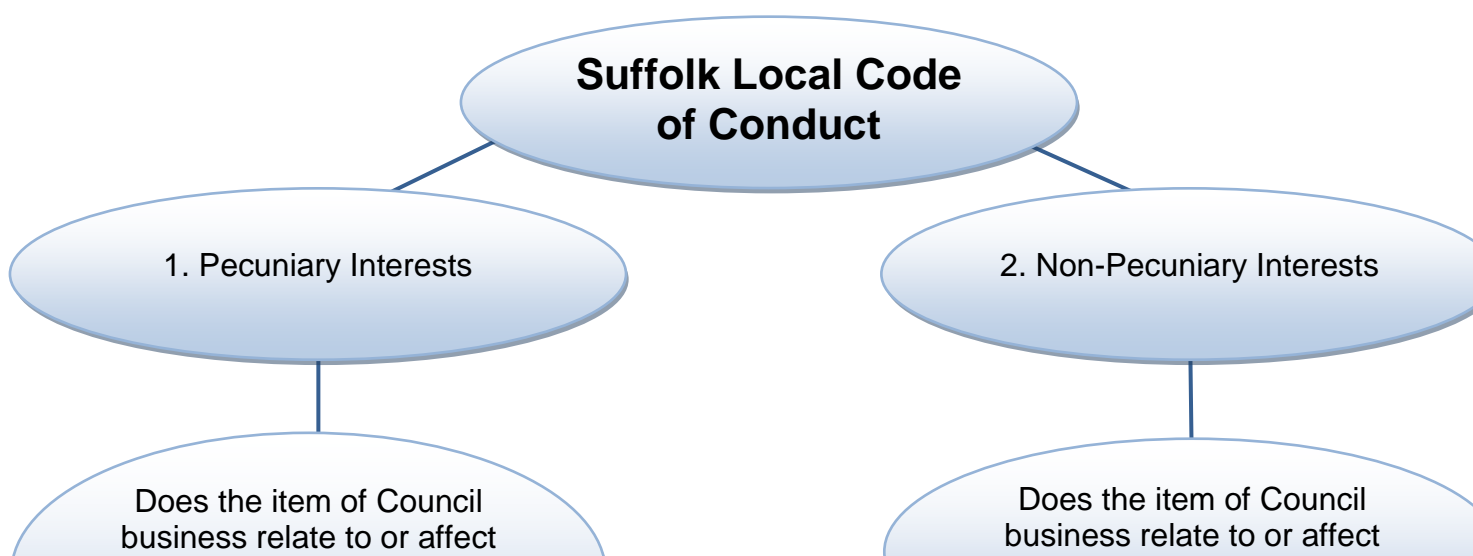 Suffolk Local Code
of Conduct
1. Pecuniary Interests
2. Non-Pecuniary Interests
Does the item of Council
business relate to or affect
Does the item of Council
business relate to or affect